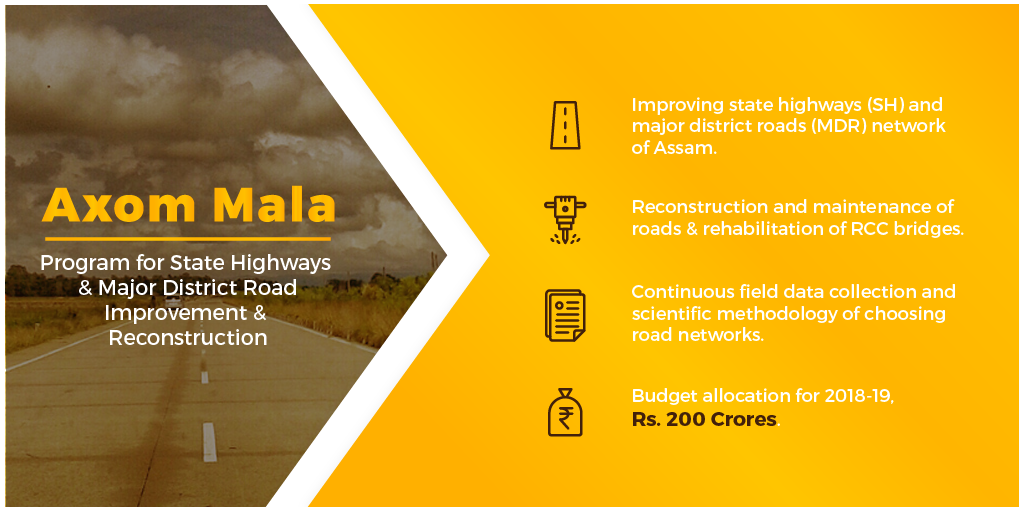 Axom Mala
Program for State Highways
& Major District Road
Improvement &
Reconstruction
Improving state highways (SH) and
major district roads (MDR) network
of Assam.
Reconstruction and maintenance of
roads & rehabilitation of RCC bridges.
Continuous field data collection and
scientific methodology of choosing
road networks.
Budget allocation for 2018-19,
Rs. 200 Crores.